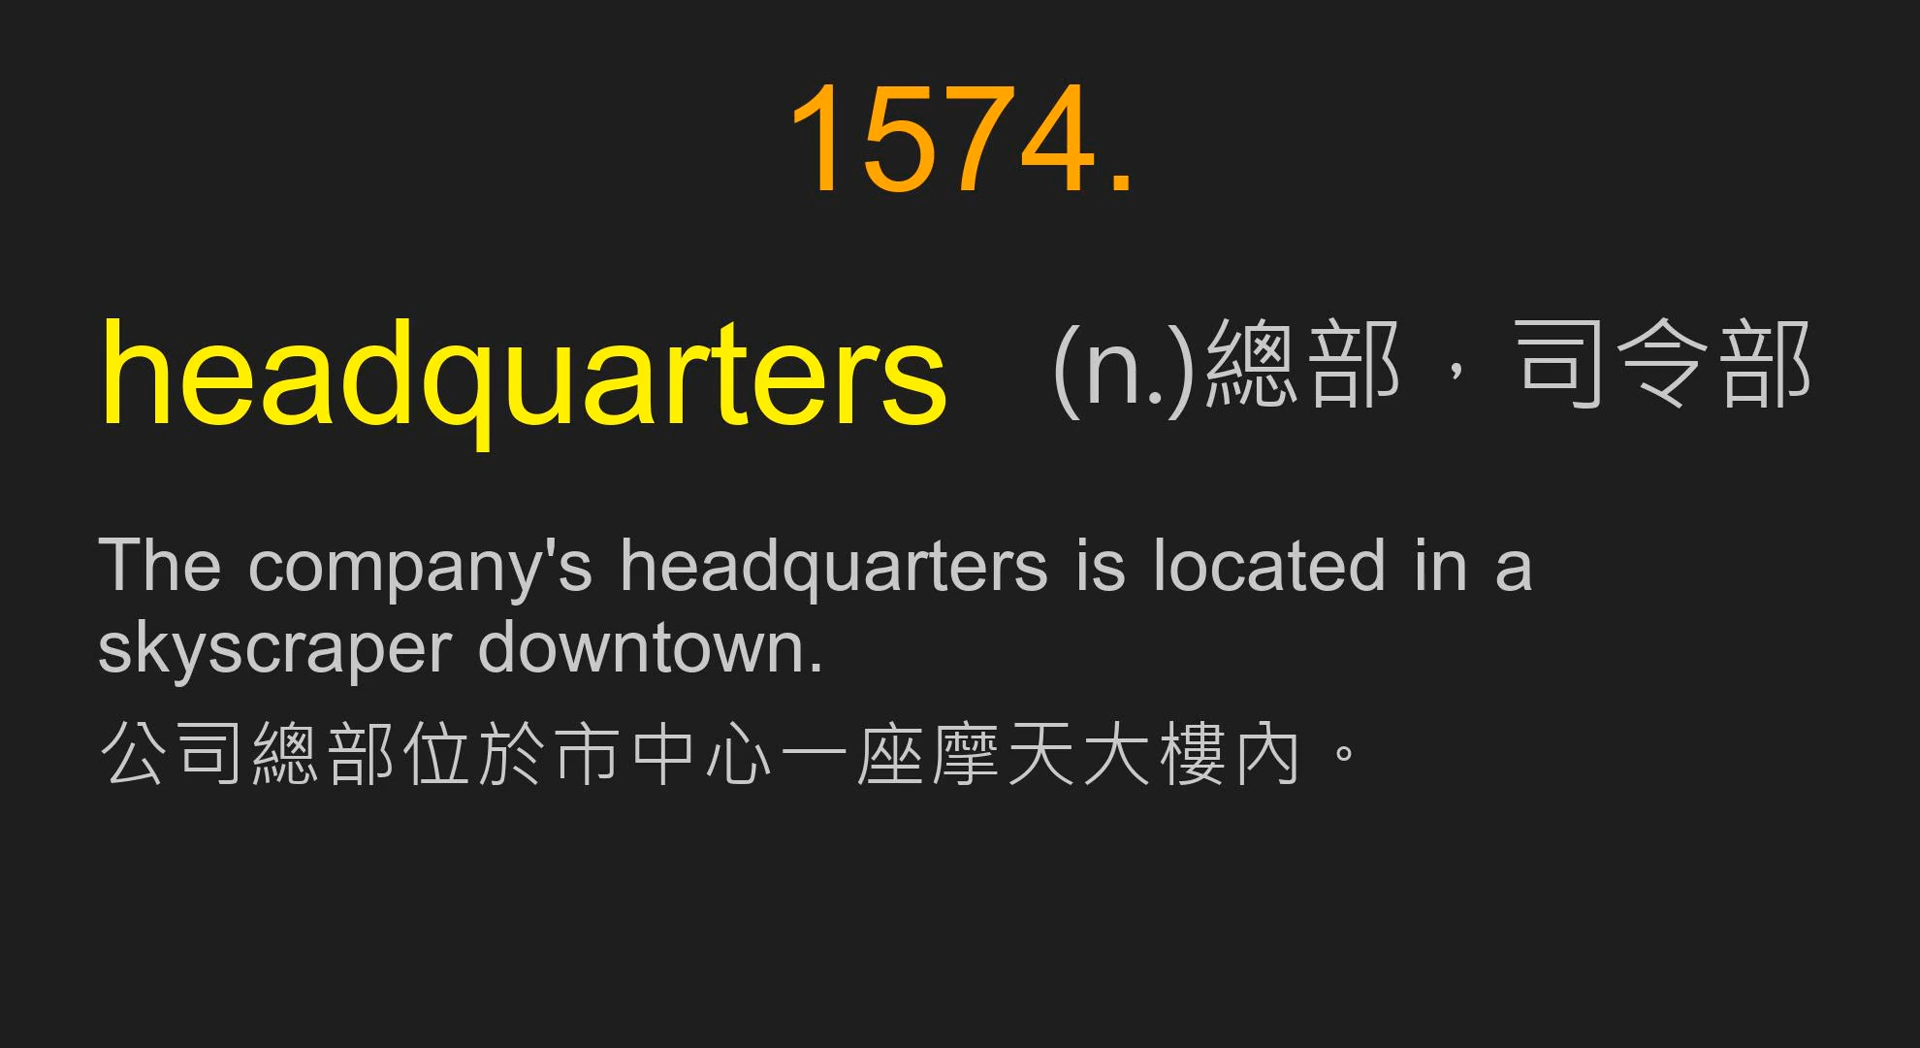 1574.
headquarters (n.)總部，司令部
The company's headquarters is located in a
skyscraper downtown.
公司總部位於市中心一座摩天大樓內。